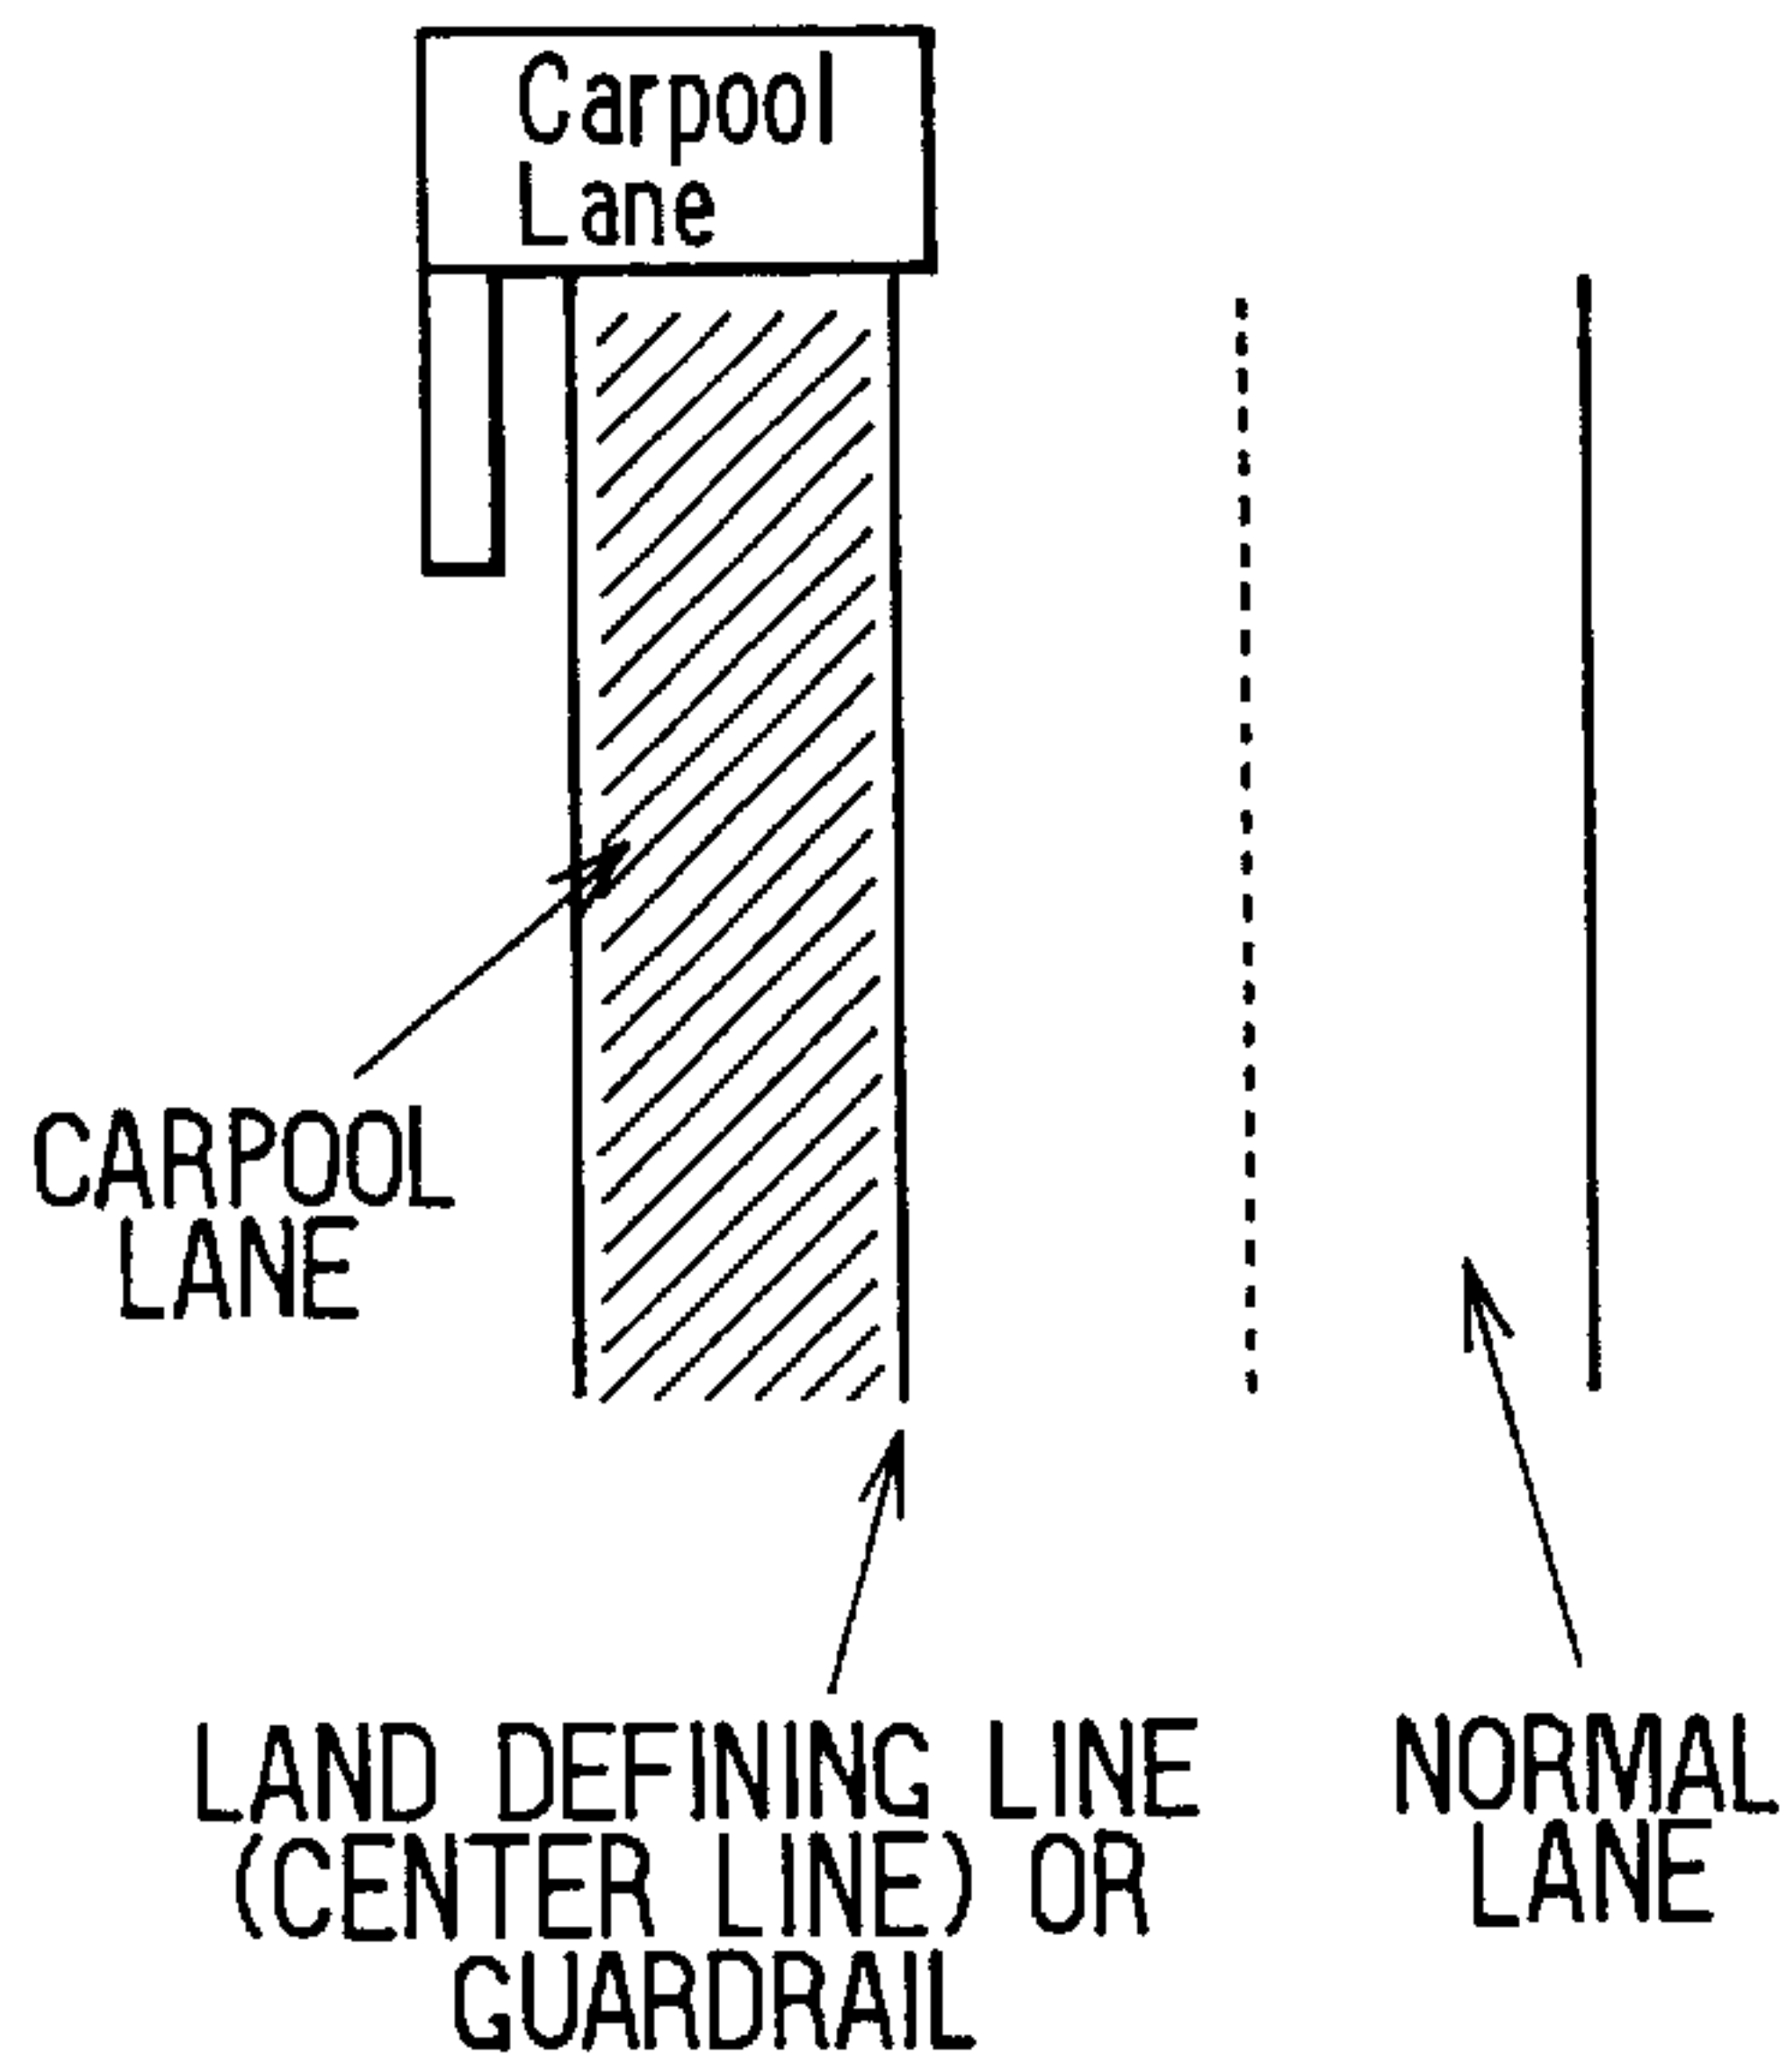 Carpool
Lane
CARPOOL
LANE
LAND DEFINING LINE
(CENTER LINE) OR
GUARDRAIL
NORMAL
LANE